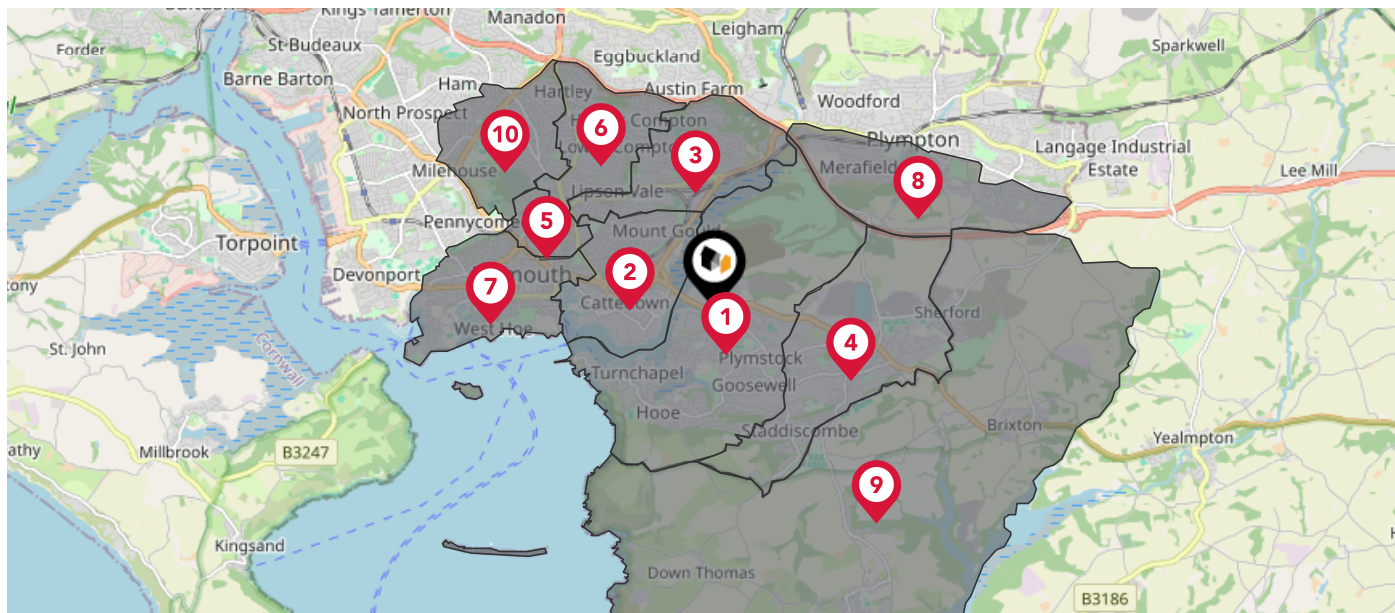 Kings Tamerton
Manadon
Leigham
Forder
St Budeaux
Eggbuckland
Sparkwell
Barne Barton
Ham
Hartley
Austin Farm
Woodford
North Prospect
Compton
10
6
3
Plympton
Langage Industrial
Estate
Milehouse
Merafield
Lee Mill
8
Lipson Vale
Pennycome
5
Mount Gould
Torpoint
Devonport
mouth
2
tony
7
Cattedown
1
Sherford
West Hoe
St. John
4
Cornwall
Turnchapel
Plymstock
Goosewell
Hooe
Staddiscombe
Brixton
Yealmpton
Millbrook
B3247
athy
9
Kingsand
Down Thomas
B3186